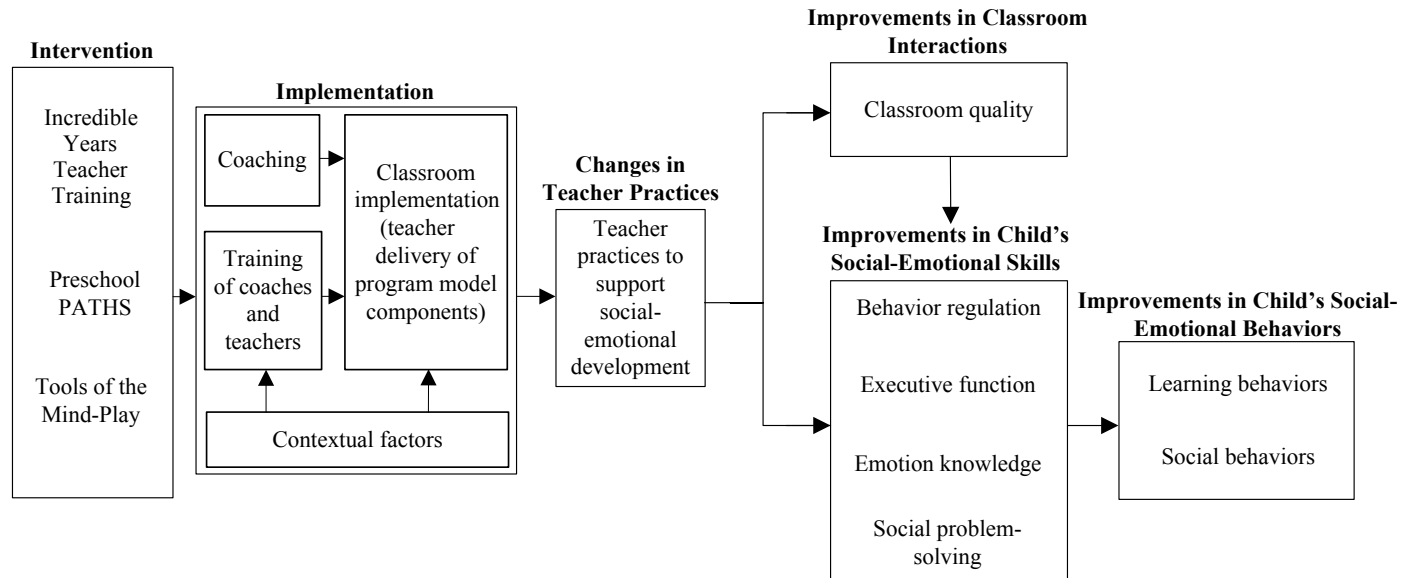 Intervention
Incredible
Years
Teacher
Training
Preschool
PATHS
Tools of the
Mind-Play
Implementation
Coaching
Training
of coaches
and
teachers
Classroom
implementation
(teacher
delivery of
program model
components)
Contextual factors
Changes in
Teacher Practices
Teacher
practices to
support
social-
emotional
development
Improvements in Classroom
Interactions
Classroom quality
Improvements in Child’s
Social-Emotional Skills
Behavior regulation
Executive function
Emotion knowledge
Social problem-
solving
Improvements in Child’s Social-
Emotional Behaviors
Learning behaviors
Social behaviors